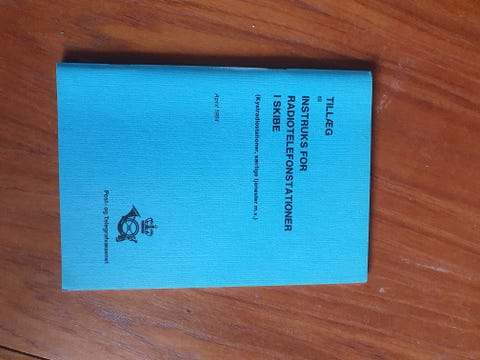 TILLÆG
til
INSTRUKS FOR
RADIOTELEFONSTATIONER
I SKIBE
(Kystradiostationer, særlige tjenester m.v.)
April 1984
Post- og Telegrafvæsenet